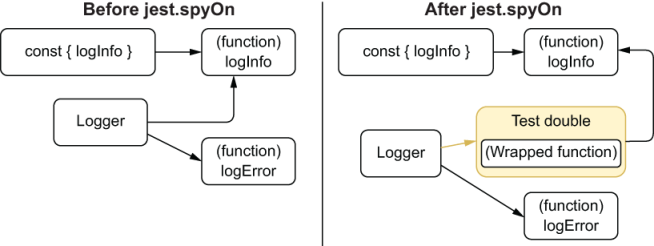 Before jest.spyOn
const { logInfo }
(function)
logInfo
Logger
(function)
logError
After jest.spyOn
const { logInfo }
(function)
logInfo
Test double
(Wrapped function)
Logger
(function)
logError